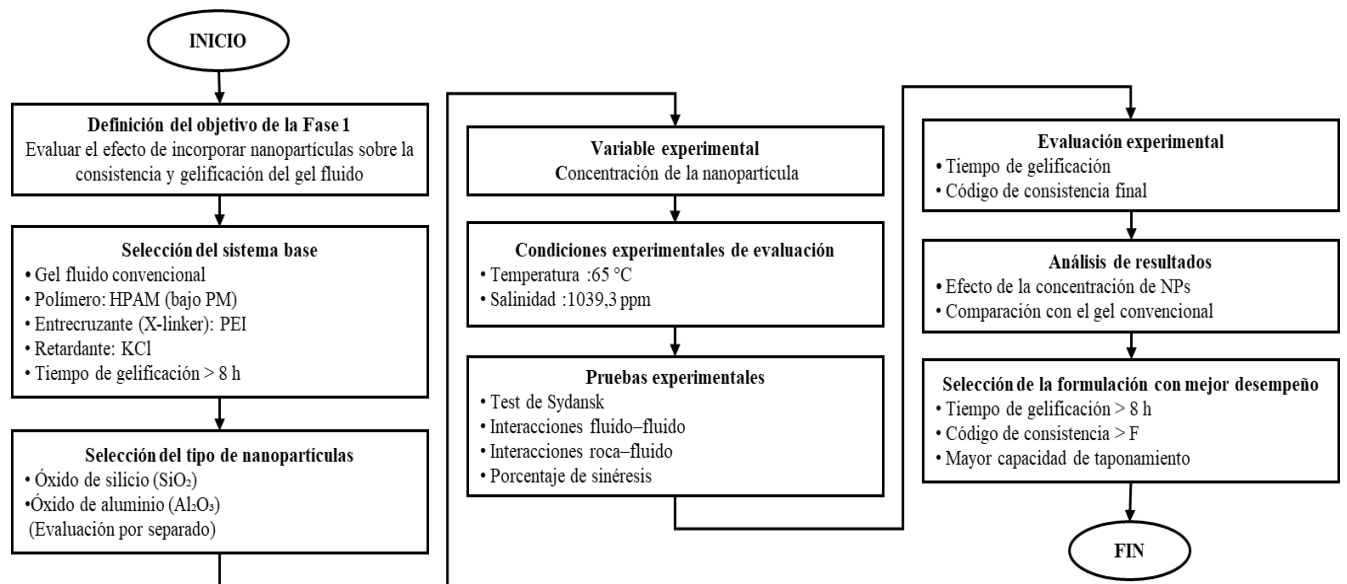 INICIO
Definición del objetivo de la Fase 1
Evaluar el efecto de incorporar nanopartículas sobre la
consistencia y gelificación del gel fluido
Selección del sistema base
• Gel fluido convencional
• Polímero: HPAM (bajo PM)
• Entrecruzante (X-linker): PEI
• Retardante: KCl
• Tiempo de gelificación > 8 h
Selección del tipo de nanopartículas
• Óxido de silicio (SiO₂)
•Óxido de aluminio (Al₂O₃)
(Evaluación por separado)
Variable experimental
Concentración de la nanopartícula
Condiciones experimentales de evaluación
• Temperatura :65 °C
• Salinidad :1039,3 ppm
Pruebas experimentales
• Test de Sydansk
• Interacciones fluido–fluido
• Interacciones roca–fluido
• Porcentaje de sinéresis
Evaluación experimental
• Tiempo de gelificación
• Código de consistencia final
Análisis de resultados
• Efecto de la concentración de NPs
• Comparación con el gel convencional
Selección de la formulación con mejor desempeño
• Tiempo de gelificación > 8 h
• Código de consistencia > F
• Mayor capacidad de taponamiento
FIN